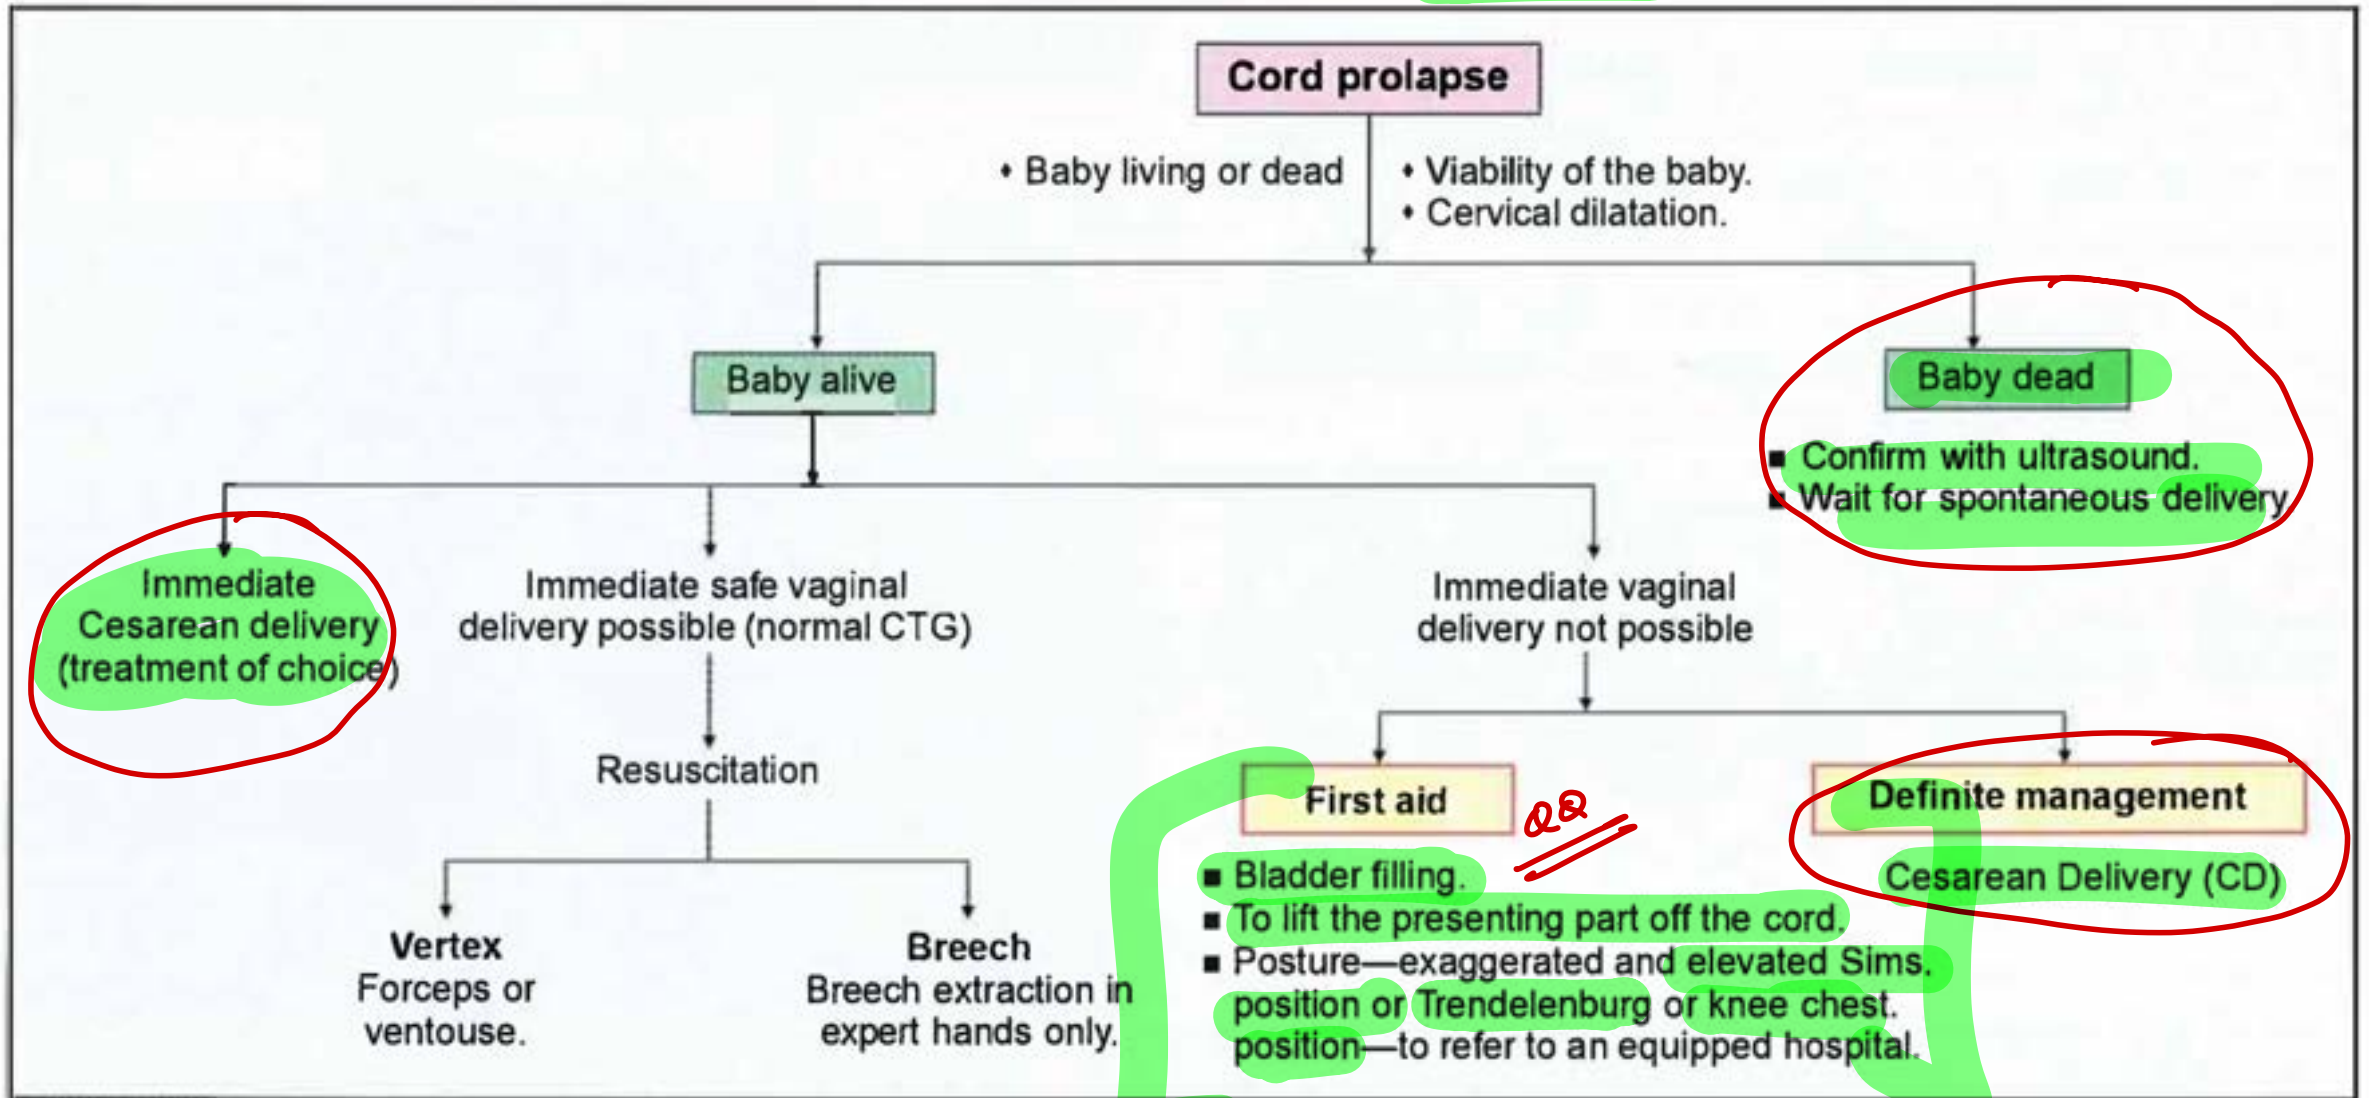 Cord prolapse
♦ Baby living or dead
♦ Viability of the baby.
♦ Cervical dilatation.
Baby alive
Baby dead
■ Confirm with ultrasound.
■ Wait for spontaneous delivery.
Immediate
Cesarean delivery
(treatment of choice)
Immediate safe vaginal
delivery possible (normal CTG)
Immediate vaginal
delivery not possible
Resuscitation
Vertex
Forceps or
ventouse.
Breech
Breech extraction in
expert hands only.
First aid
■ Bladder filling.
■ To lift the presenting part off the cord.
■ Posture—exaggerated and elevated Sims.
position or Trendelenburg or knee chest.
position—to refer to an equipped hospital.
Definite management
Cesarean Delivery (CD)